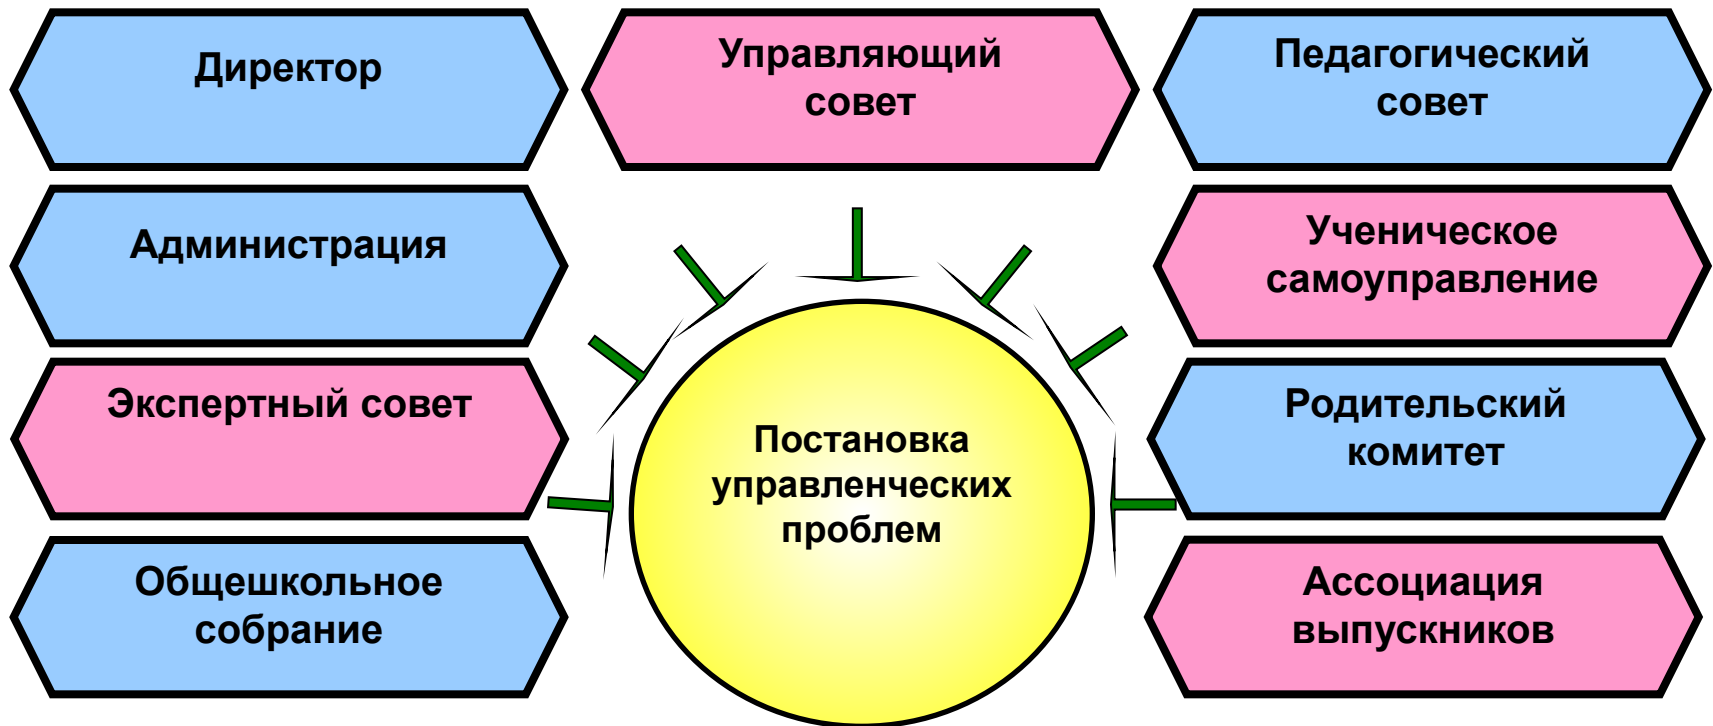 Директор
Управляющий
совет
Педагогический
совет
Администрация
Ученическое
самоуправление
Экспертный совет
Родительский
комитет
Постановка
управленческих
проблем
Общешкольное
собрание
Ассоциация
выпускников